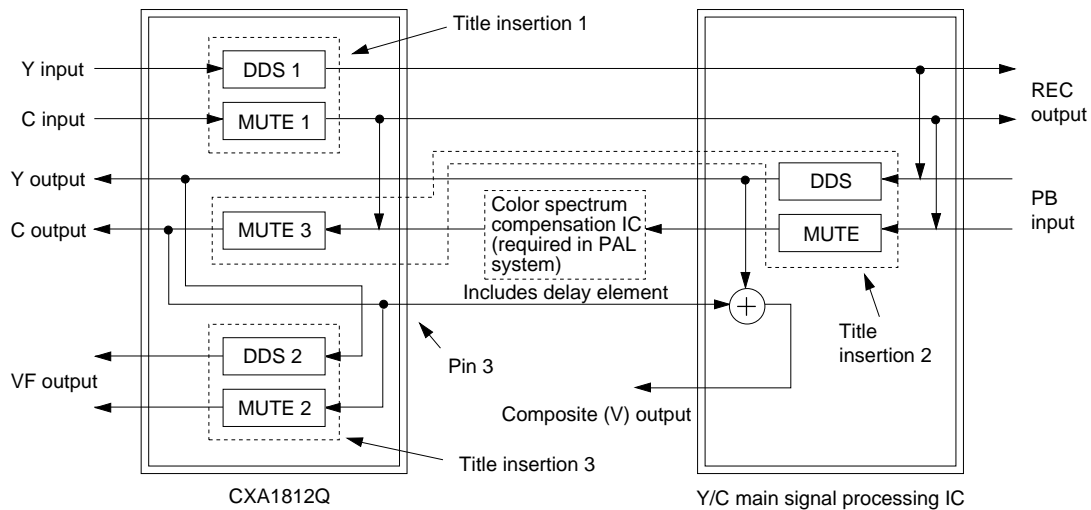 Title insertion 1
Y input
DDS 1
C input
MUTE 1
REC
output
Y output
DDS
C output
MUTE 3
Color spectrum
compensation IC
(required in PAL
system)
MUTE
PB
input
Includes delay element
+
Title
insertion 2
DDS 2
Pin 3
VF output
MUTE 2
Composite (V) output
Title insertion 3
CXA1812Q
Y/C main signal processing IC